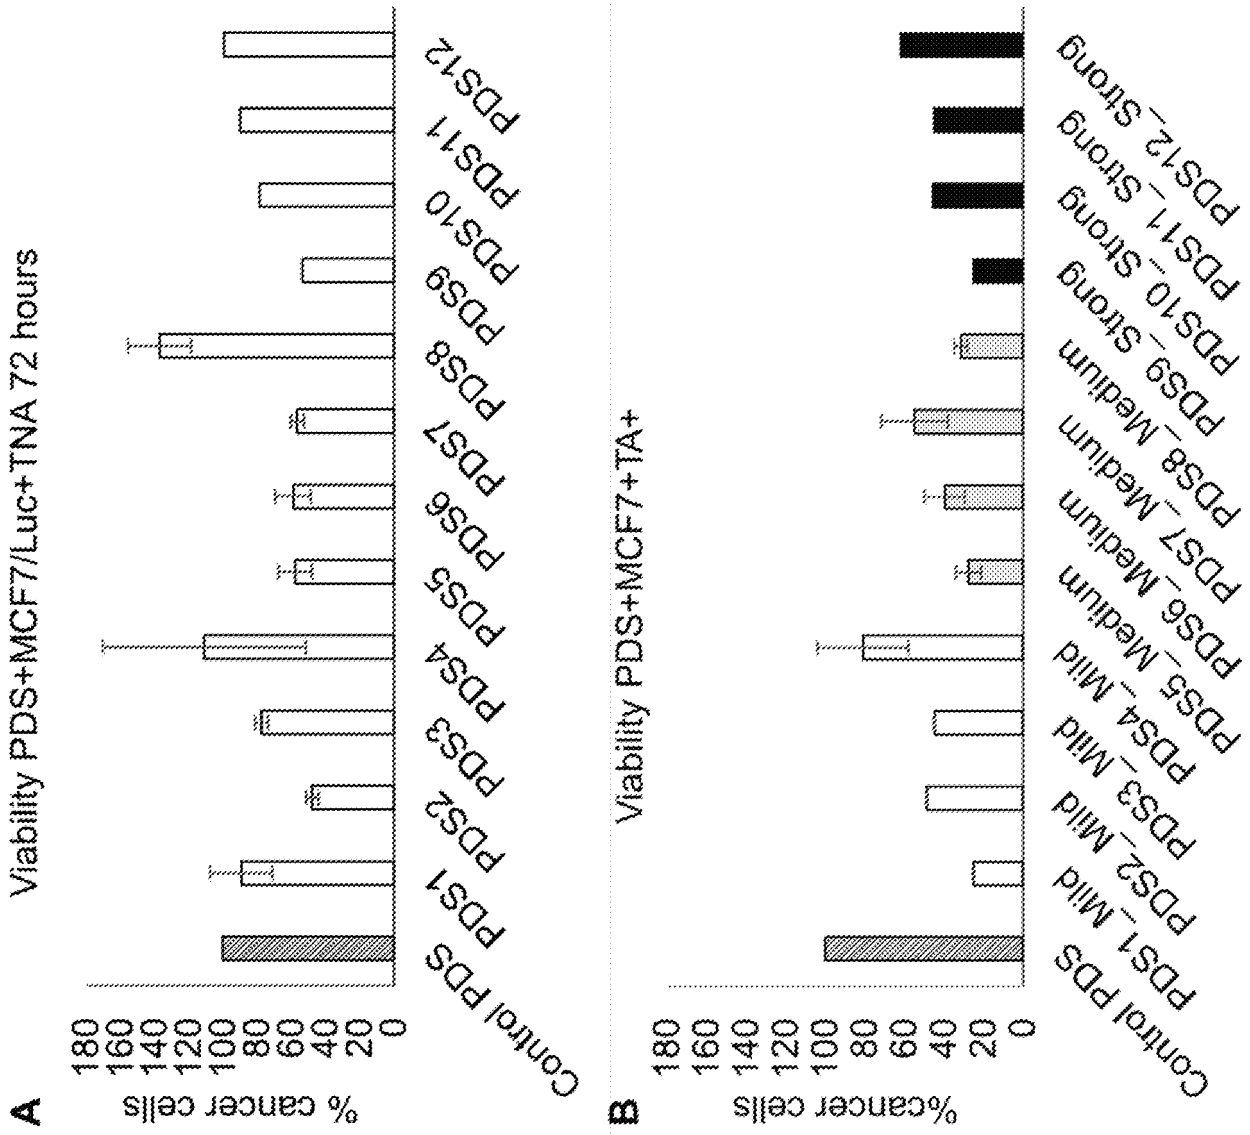 A
Viability PDS+MCF7/Luc+TNA 72 hours
% cancer cells
180
160
140
120
100
80
60
40
20
0
Control PDS
PDS1
PDS2
PDS3
PDS4
PDS5
PDS6
PDS7
PDS8
PDS9
PDS10
PDS11
PDS12
B
Viability PDS+MCF7+TA+
%cancer cells
180
160
140
120
100
80
60
40
20
0
Control PDS
PDS1_Mild
PDS2_Mild
PDS3_Mild
PDS4_Mild
PDS5_Medium
PDS6_Medium
PDS7_Medium
PDS8_Medium
PDS9_Strong
PDS10_Strong
PDS11_Strong
PDS12_Strong